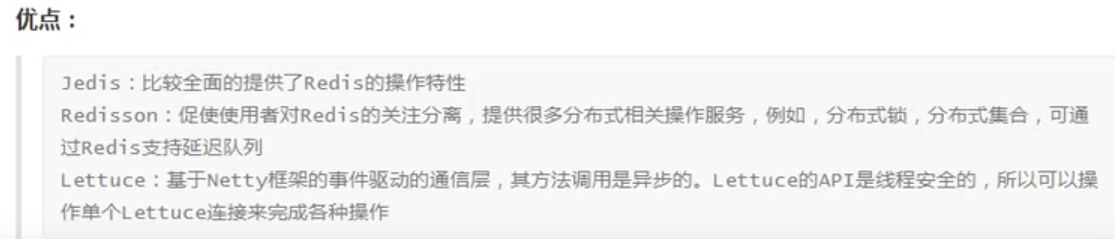 优点：
Jedis：比较全面的提供了Redis的操作特性
Redisson：促使使用者对Redis的关注分离，提供很多分布式相关操作服务，例如，分布式锁，分布式集合，可通
过Redis支持延迟队列
Lettuce：基于Netty框架的事件驱动的通信层，其方法调用是异步的。Lettuce的API是线程安全的，所以可以操
作单个Lettuce连接来完成各种操作